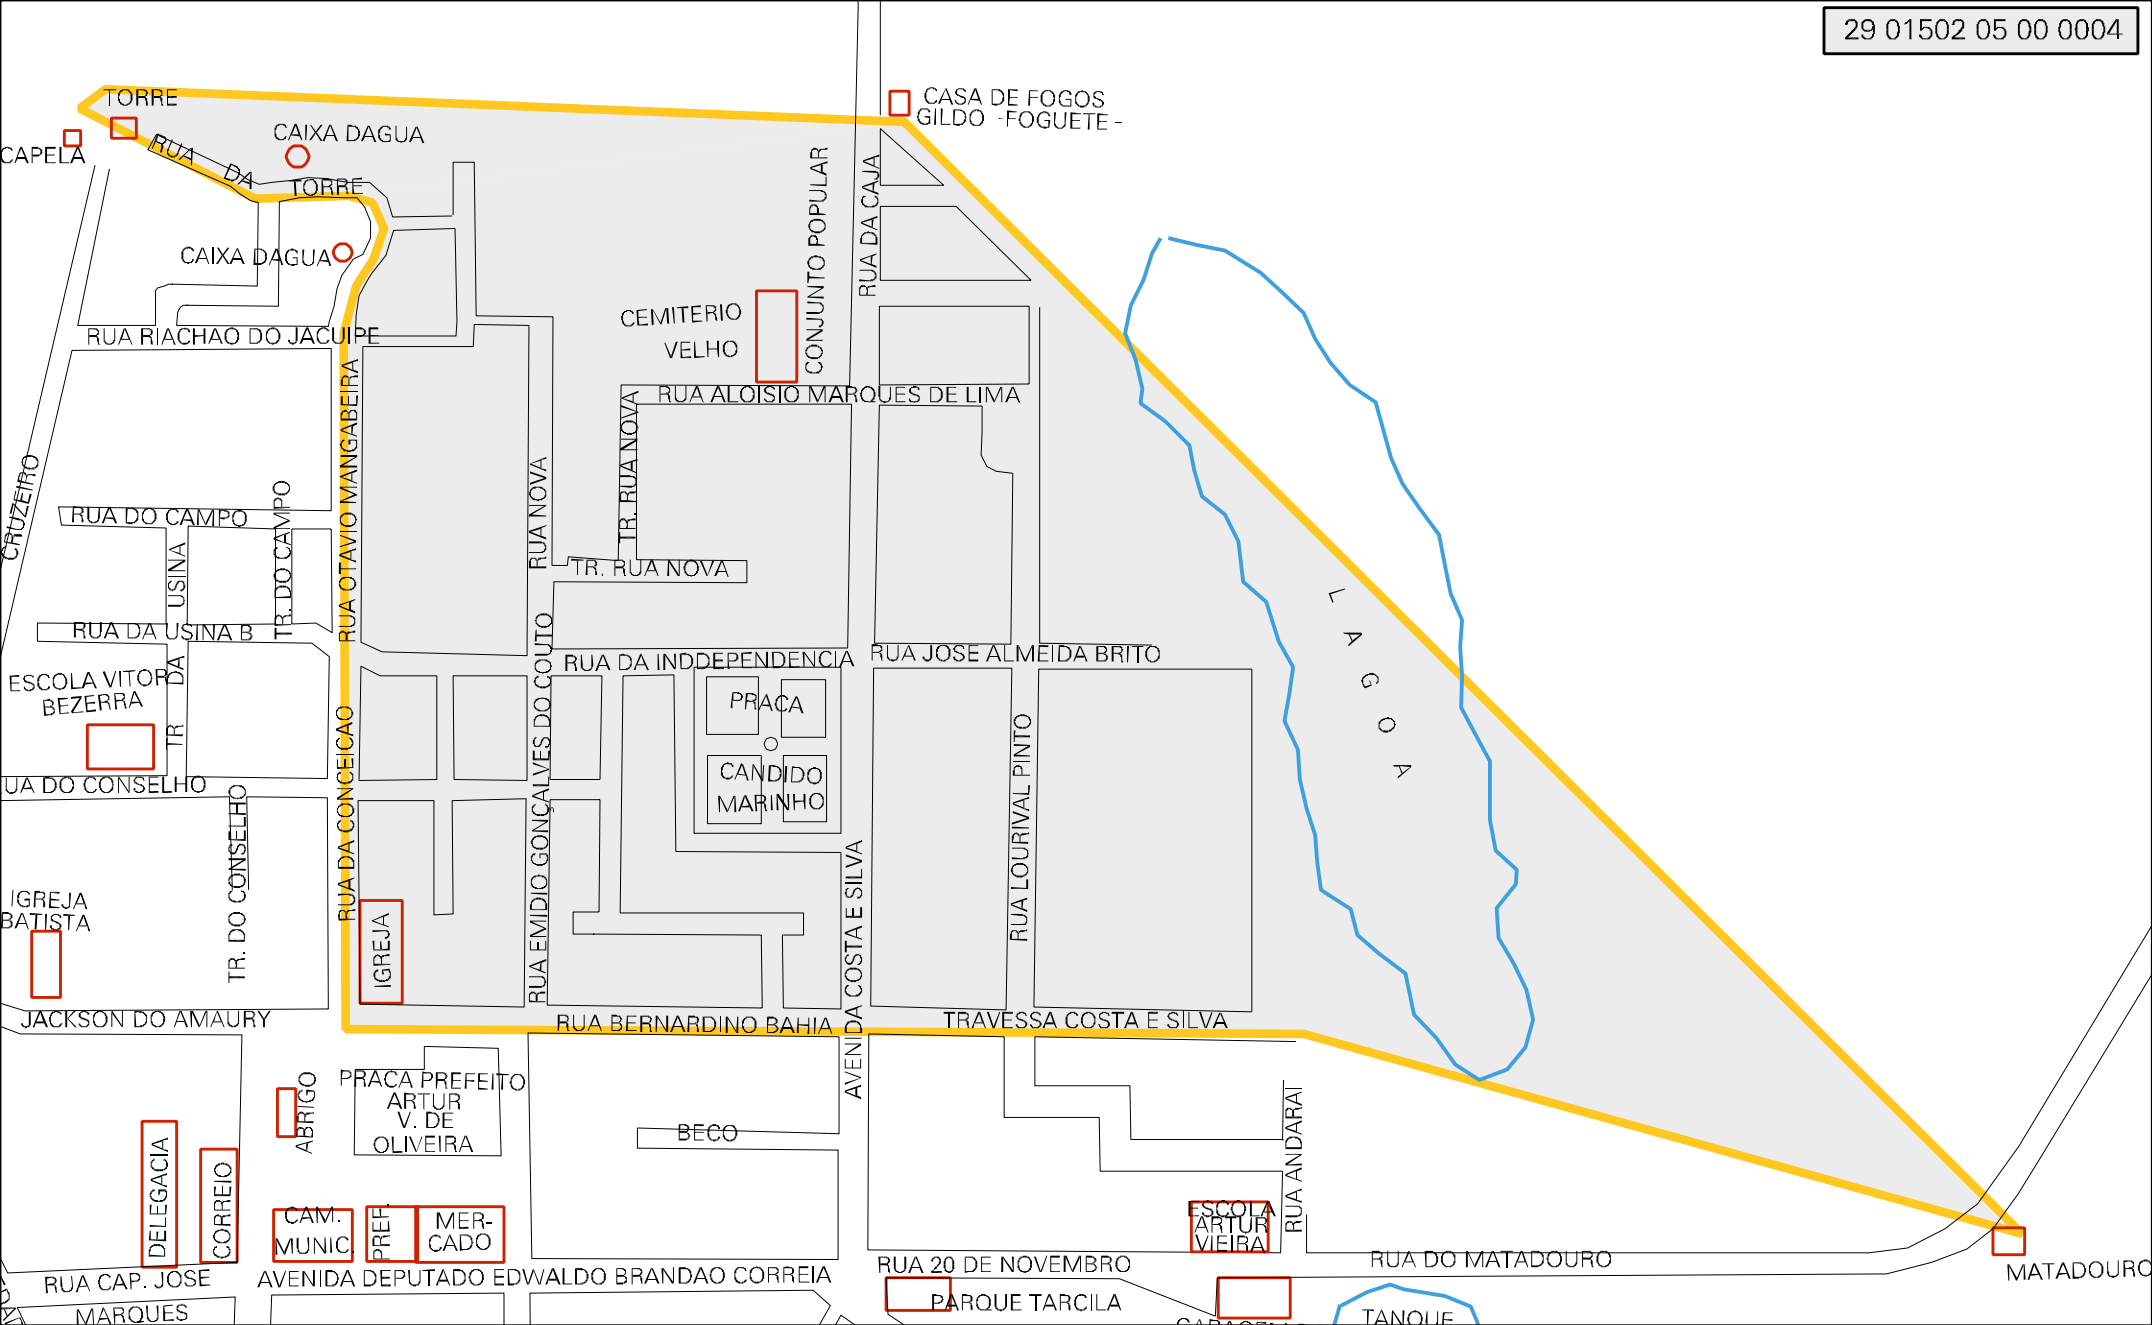 29 01502 05 00 0004
TORRE
CASA DE FOGOS
GILDO -FOGUETE -
CAPELA
RUA DA TORRE
CAIXA DAGUA
CAIXA DAGUA
CONJUNTO POPULAR
RUA DA CAJA
CEMITERIO
VELHO
RUA RIACHAO DO JACUIPE
RUA ALOISIO MARQUES DE LIMA
RUA OTAVIO MANGABEIRA
TR. RUA NOVA
RUA NOVA
CRUZEIRO
RUA DO CAMPO
TR. DO CAMPO
TR. RUA NOVA
TR DA USINA
RUA DA USINA B
RUA DA INDDEPENDENCIA
RUA JOSE ALMEIDA BRITO
LAGOA
ESCOLA VITOR
BEZERRA
PRACA
CANDIDO
MARINHO
RUA DA CONCEICAO
RUA EMIDIO GONÇALVES DO COUTO
RUA LOURIVAL PINTO
UA DO CONSELHO
TR. DO CONSELHO
AVENIDA COSTA E SILVA
IGREJA
BATISTA
IGREJA
JACKSON DO AMAURY
RUA BERNARDINO BAHIA
TRAVESSA COSTA E SILVA
PRACA PREFEITO
ARTUR
V. DE
OLIVEIRA
ABRIGO
BECO
RUA ANDARAI
DELEGACIA
CORREIO
CAM.
MUNIC.
PREF.
MER-
CADO
ESCOLA
ARTUR
VIEIRA
RUA 20 DE NOVEMBRO
RUA DO MATADOURO
MATADOURO
RUA CAP. JOSE
MARQUES
AVENIDA DEPUTADO EDWALDO BRANDAO CORREIA
PARQUE TARCILA
TANQUE